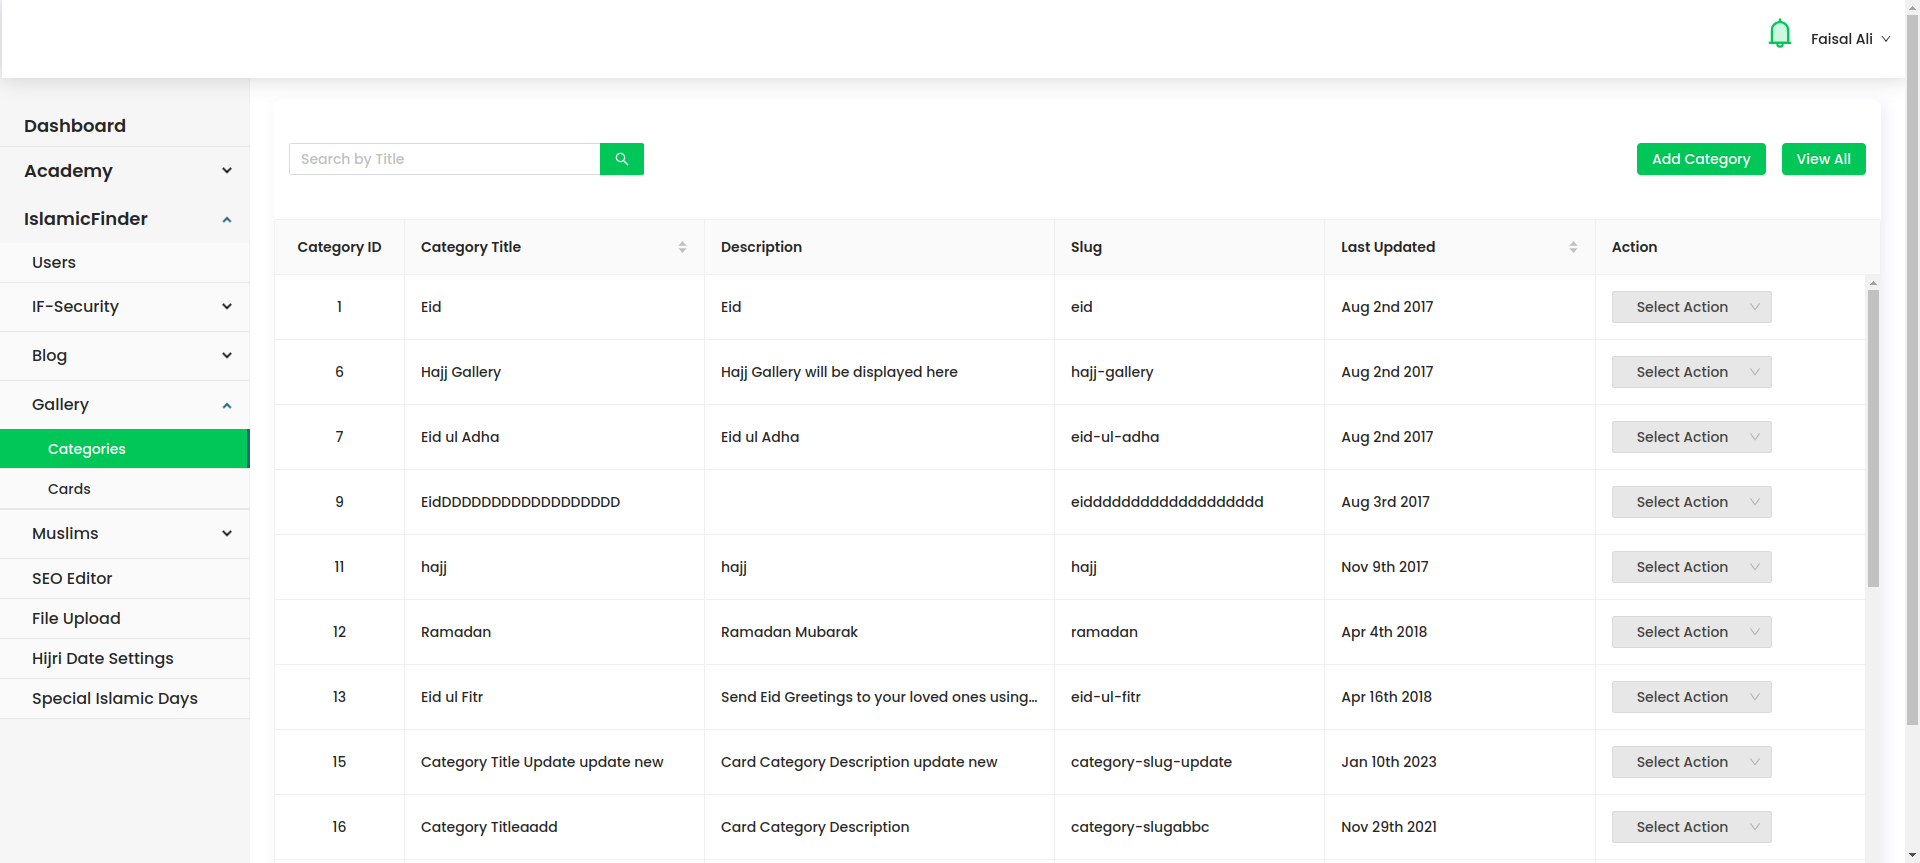 Faisal Ali
Dashboard
Academy
IslamicFinder
Users
IF-Security
Blog
Gallery
Categories
Cards
Muslims
SEO Editor
File Upload
Hijri Date Settings
Special Islamic Days
Search by Title
Add Category View All
Category ID Category Title Description Slug Last Updated Action
1 Eid Eid eid Aug 2nd 2017 Select Action
6 Hajj Gallery Hajj Gallery will be displayed here hajj-gallery Aug 2nd 2017 Select Action
7 Eid ul Adha Eid ul Adha eid-ul-adha Aug 2nd 2017 Select Action
9 EidDDDDDDDDDDDDDDDDDD eiddddddddddddddddddd Aug 3rd 2017 Select Action
11 hajj hajj hajj Nov 9th 2017 Select Action
12 Ramadan Ramadan Mubarak ramadan Apr 4th 2018 Select Action
13 Eid ul Fitr Send Eid Greetings to your loved ones using... eid-ul-fitr Apr 16th 2018 Select Action
15 Category Title Update update new Card Category Description update new category-slug-update Jan 10th 2023 Select Action
16 Category Titleaadd Card Category Description category-slugabbc Nov 29th 2021 Select Action